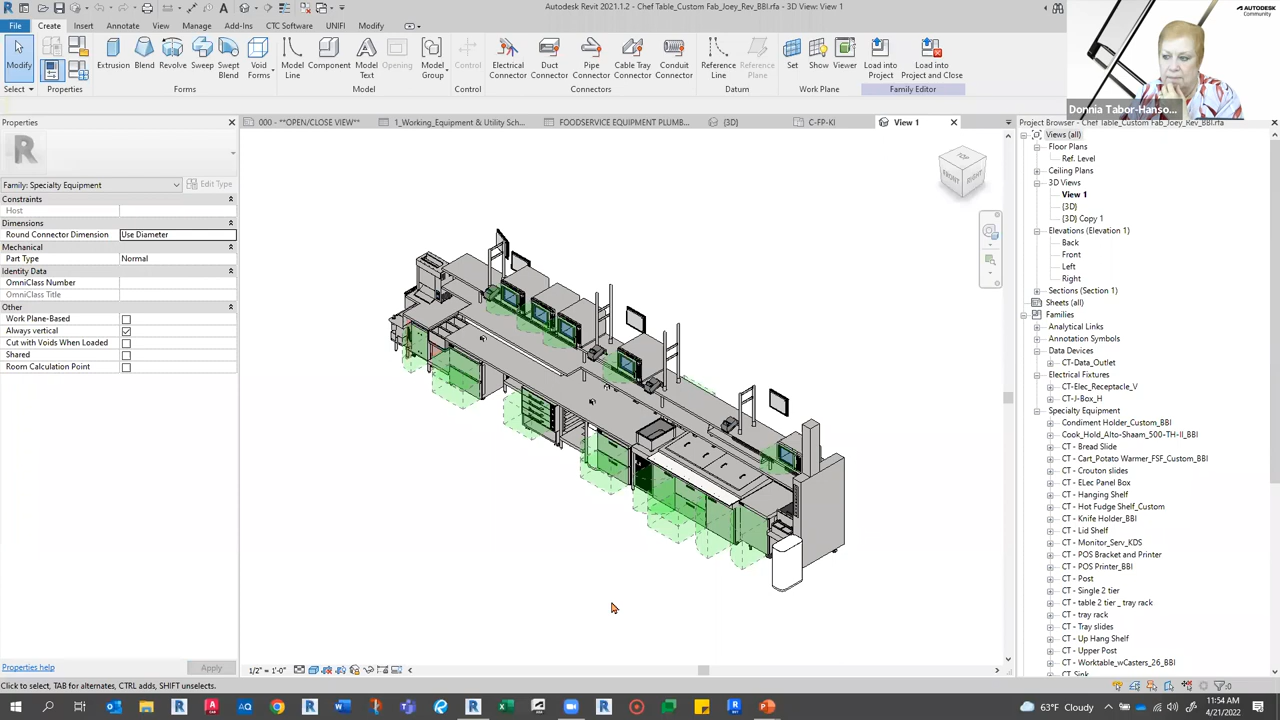 Autodesk Revit 2021.1.2 - Chef Table_Custom Fab_Joey_Rev_BBI.rfa - 3D View: View 1
AUTODESK
Community
File Create Insert Annotate View Manage Add-Ins CTC Software UNIFI Modify
Modify Extrusion Blend Revolve Sweep Swept Blend Void Forms Model Line Component Model Text Opening Model Group Control Electrical Connector Duct Connector Pipe Connector Cable Tray Connector Conduit Connector Reference Line Reference Plane Set Show Viewer Load into Project Load into Project and Close
Select Properties Forms Model Control Connectors Datum Work Plane Family Editor
Donnia Tabor-Hanso...
Properties
000 - **OPEN/CLOSE VIEW**
1_Working_Equipment & Utility Sch...
FOODSERVICE EQUIPMENT PLUMB...
{3D}
C-FP-KI
View 1
Project Browser - Chef Table_Custom Fab_Joey_Rev_BBI.rfa
R
Family: Specialty Equipment
Edit Type
Constraints
Host
Dimensions
Round Connector Dimension Use Diameter
Mechanical
Part Type Normal
Identity Data
OmniClass Number
OmniClass Title
Other
Work Plane-Based
Always vertical
Cut with Voids When Loaded
Shared
Room Calculation Point
Properties help
Apply
TOP
FRONT
RIGHT
1/2" = 1'-0"
Views (all)
Floor Plans
Ref. Level
Ceiling Plans
3D Views
View 1
{3D}
{3D} Copy 1
Elevations (Elevation 1)
Back
Front
Left
Right
Sections (Section 1)
Sheets (all)
Families
Analytical Links
Annotation Symbols
Data Devices
CT-Data_Outlet
Electrical Fixtures
CT-Elec_Receptacle_V
CT-J-Box_H
Specialty Equipment
Condiment Holder_Custom_BBI
Cook_Hold_Alto-Shaam_500-TH-II_BBI
CT - Bread Slide
CT - Cart_Potato Warmer_FSF_Custom_BBI
CT - Crouton slides
CT - ELec Panel Box
CT - Hanging Shelf
CT - Hot Fudge Shelf_Custom
CT - Knife Holder_BBI
CT - Lid Shelf
CT - Monitor_Serv_KDS
CT - POS Bracket and Printer
CT - POS Printer_BBI
CT - Post
CT - Single 2 tier
CT - table 2 tier _ tray rack
CT - tray rack
CT - Tray slides
CT - Up Hang Shelf
CT - Upper Post
CT - Worktable_wCasters_26_BBI
CT_Sink
Click to select, TAB for alternates, CTRL adds, SHIFT unselects.
:0
63°F Cloudy
11:54 AM
4/21/2022